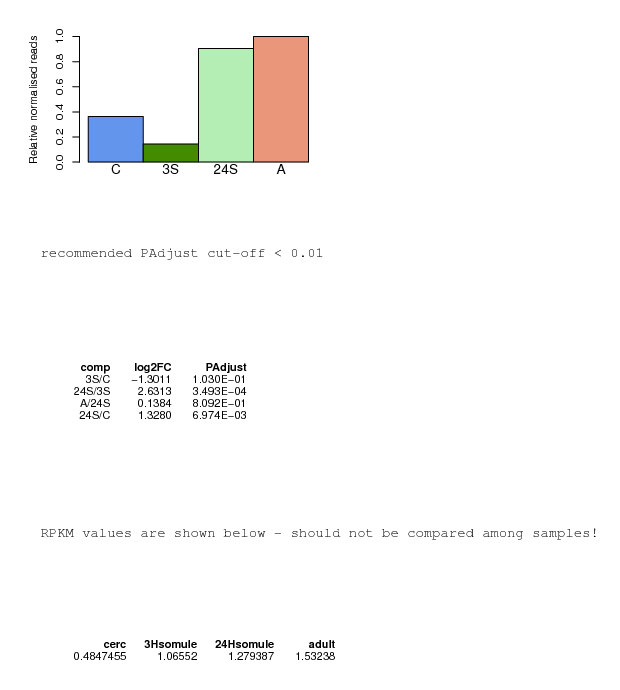 Relative normalised reads
1.0
0.8
0.6
0.4
0.2
0.0
C 3S 24S A
recommended PAdjust cut-off < 0.01
comp log2FC PAdjust
3S/C −1.3011 1.030E−01
24S/3S 2.6313 3.493E−04
A/24S 0.1384 8.092E−01
24S/C 1.3280 6.974E−03
RPKM values are shown below - should not be compared among samples!
cerc 3Hsomule 24Hsomule adult
0.4847455 1.06552 1.279387 1.53238